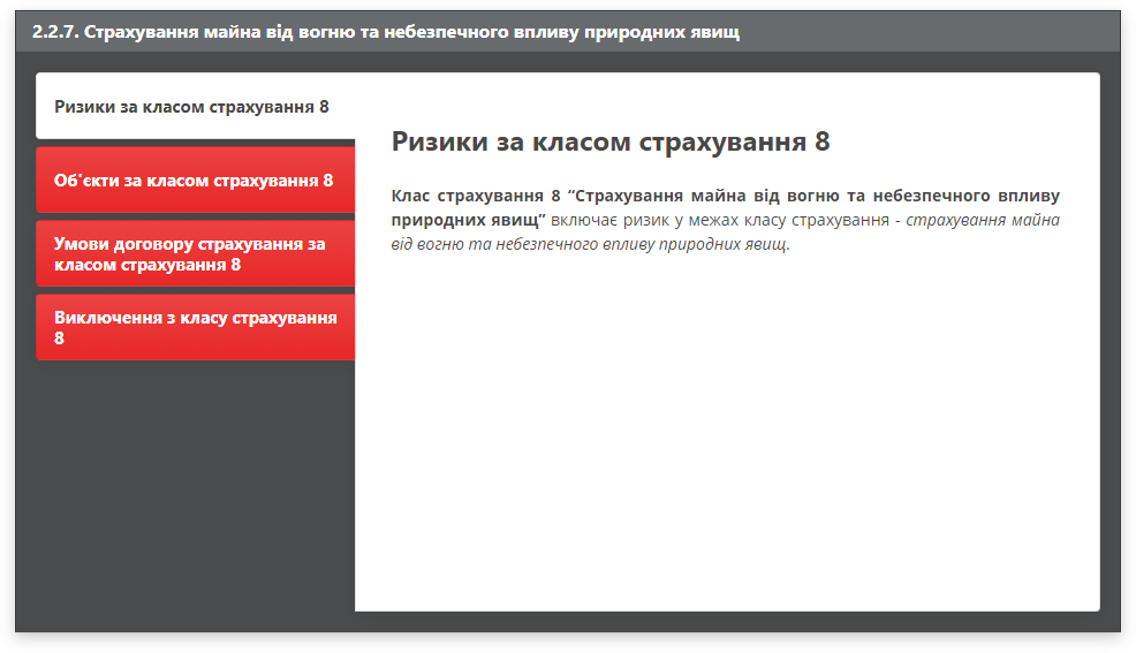 2.2.7. Страхування майна від вогню та небезпечного впливу природних явищ
Ризики за класом страхування 8
Об'єкти за класом страхування 8
Умови договору страхування за
класом страхування 8
Виключення з класу страхування
8
Ризики за класом страхування 8
Клас страхування 8 “Страхування майна від вогню та небезпечного впливу
природних явищ” включає ризик у межах класу страхування - страхування майна
від вогню та небезпечного впливу природних явищ.